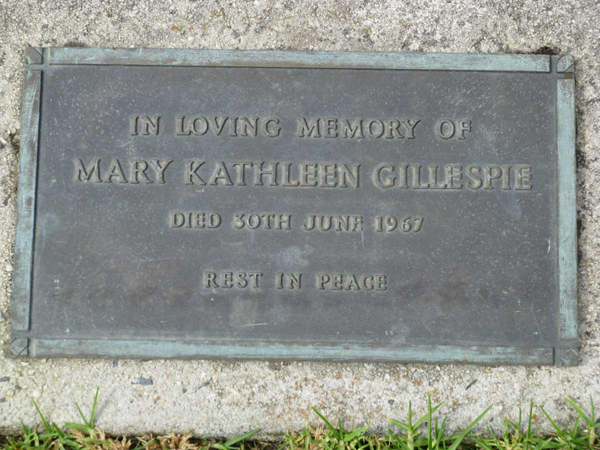 IN LOVING MEMORY OF
MARY KATHLEEN GILLESPIE
DIED 30TH JUNE 1967
REST IN PEACE